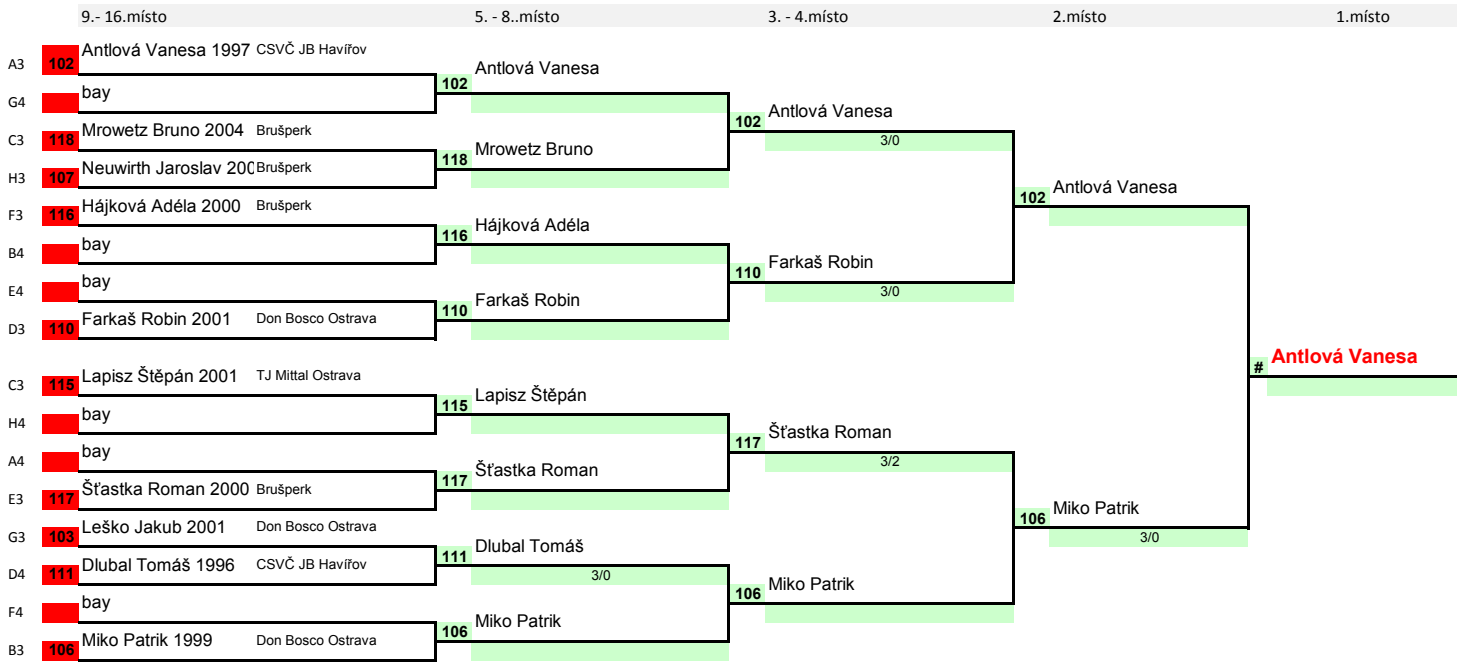 9.- 16.místo 5. - 8..místo 3. - 4.místo 2.místo 1.místo
A3 102 Antlová Vanesa 1997 CSVČ JB Havířov
G4 bay
C3 118 Mrowetz Bruno 2004 Brušperk
H3 107 Neuwirth Jaroslav 200 Brušperk
F3 116 Hájková Adéla 2000 Brušperk
B4 bay
E4 bay
D3 110 Farkaš Robin 2001 Don Bosco Ostrava
C3 115 Lapisz Štěpán 2001 TJ Mittal Ostrava
H4 bay
A4 bay
E3 117 Šťastka Roman 2000 Brušperk
G3 103 Leško Jakub 2001 Don Bosco Ostrava
D4 111 Dlubal Tomáš 1996 CSVČ JB Havířov
F4 bay
B3 106 Miko Patrik 1999 Don Bosco Ostrava
102 Antlová Vanesa
118 Mrowetz Bruno
116 Hájková Adéla
110 Farkaš Robin
115 Lapisz Štěpán
117 Šťastka Roman
111 Dlubal Tomáš
3/0
106 Miko Patrik
102 Antlová Vanesa
3/0
110 Farkaš Robin
3/0
117 Šťastka Roman
3/2
106 Miko Patrik
102 Antlová Vanesa
106 Miko Patrik
3/0
# Antlová Vanesa